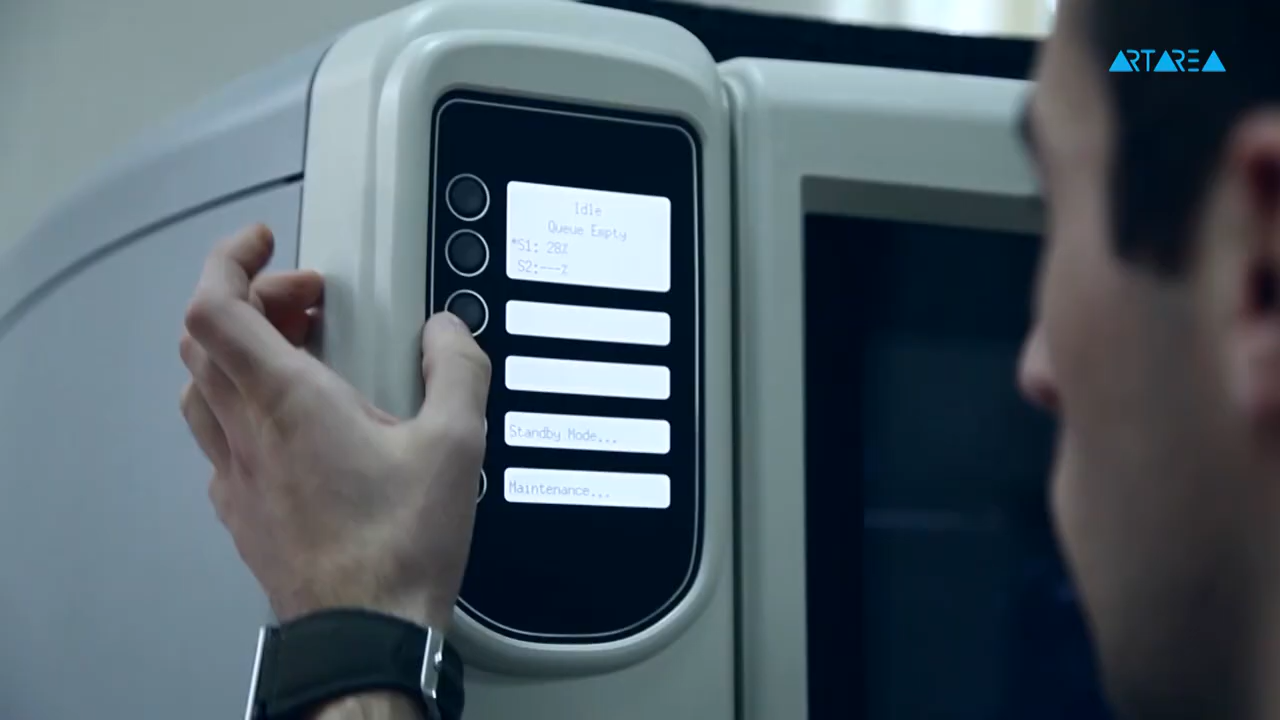 ARTAREA
Idle
Queue Empty
*S1: 28%
S2:---%
Standby Mode...
Maintenance...